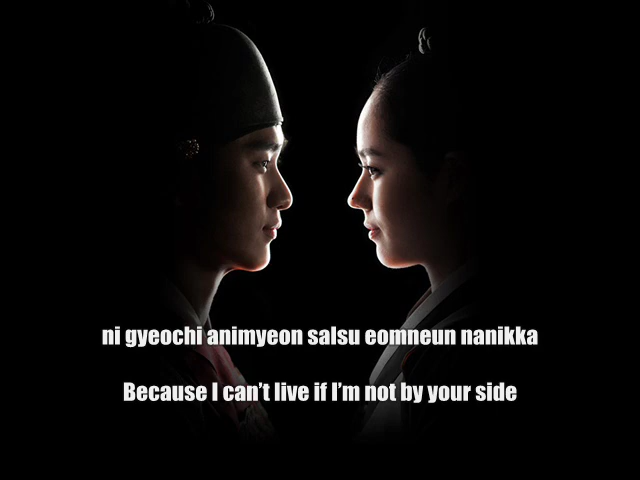 ni gyeochi animyeon salsu eomneun nanikka
Because I can't live if I'm not by your side